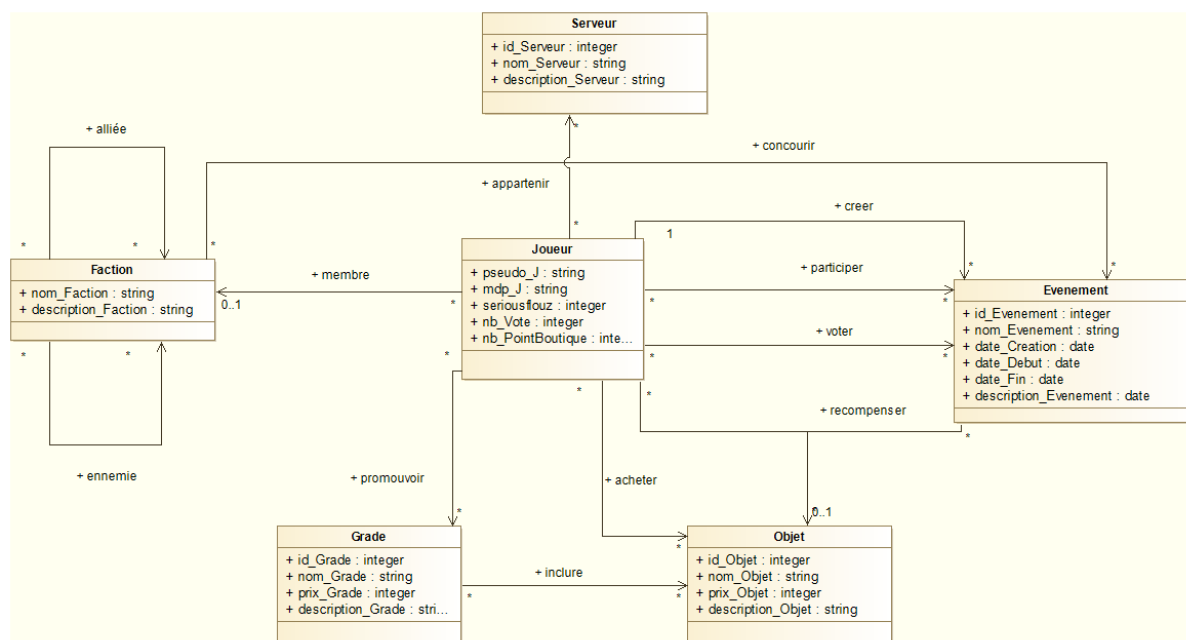 Serveur
+ id_Serveur : integer
+ nom_Serveur : string
+ description_Serveur : string
+ alliée
+ concourir
+ appartenir
*
*
+ creer
1
*
*
*
*
*
Faction
+ nom_Faction : string
+ description_Faction : string
*
*
+ ennemie
+ membre
0..1
*
Joueur
+ pseudo_J : string
+ mdp_J : string
+ seriousflouz : integer
+ nb_Vote : integer
+ nb_PointBoutique : inte...
+ participer
*
*
+ voter
*
*
Evenement
+ id_Evenement : integer
+ nom_Evenement : string
+ date_Creation : date
+ date_Debut : date
+ date_Fin : date
+ description_Evenement : date
+ recompenser
*
*
*
0..1
+ promouvoir
*
*
+ acheter
*
*
Grade
+ id_Grade : integer
+ nom_Grade : string
+ prix_Grade : integer
+ description_Grade : stri...
+ inclure
*
*
Objet
+ id_Objet : integer
+ nom_Objet : string
+ prix_Objet : integer
+ description_Objet : string